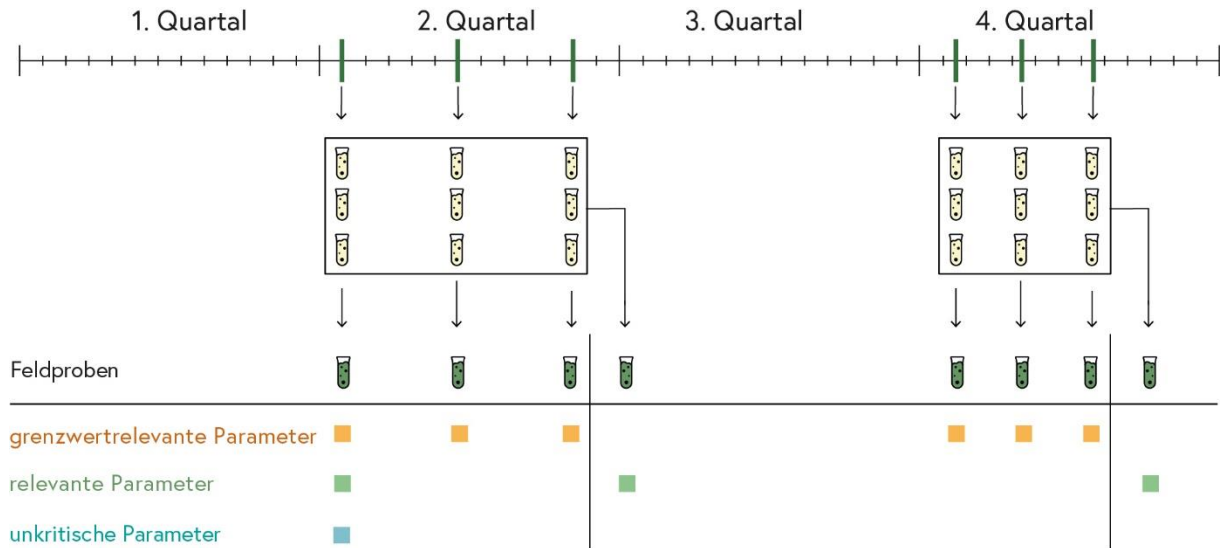 1. Quartal 2. Quartal 3. Quartal 4. Quartal
Feldproben
grenzwertrelevante Parameter
relevante Parameter
unkritische Parameter